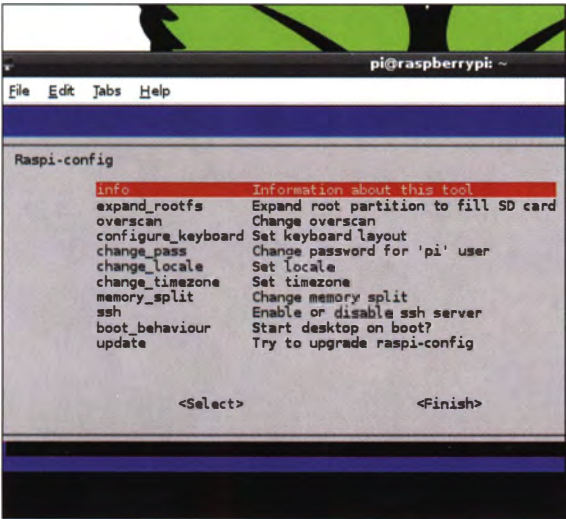 pi@raspberrypi: ~
File Edit Tabs Help
Raspi-config
info Information about this tool
expand_rootfs Expand root partition to fill SD card
overscan Change overscan
configure_keyboard Set keyboard layout
change_pass Change password for 'pi' user
change_locale Set locale
change_timezone Set timezone
memory_split Change memory split
ssh Enable or disable ssh server
boot_behaviour Start desktop on boot?
update Try to upgrade raspi-config
<Select> <Finish>